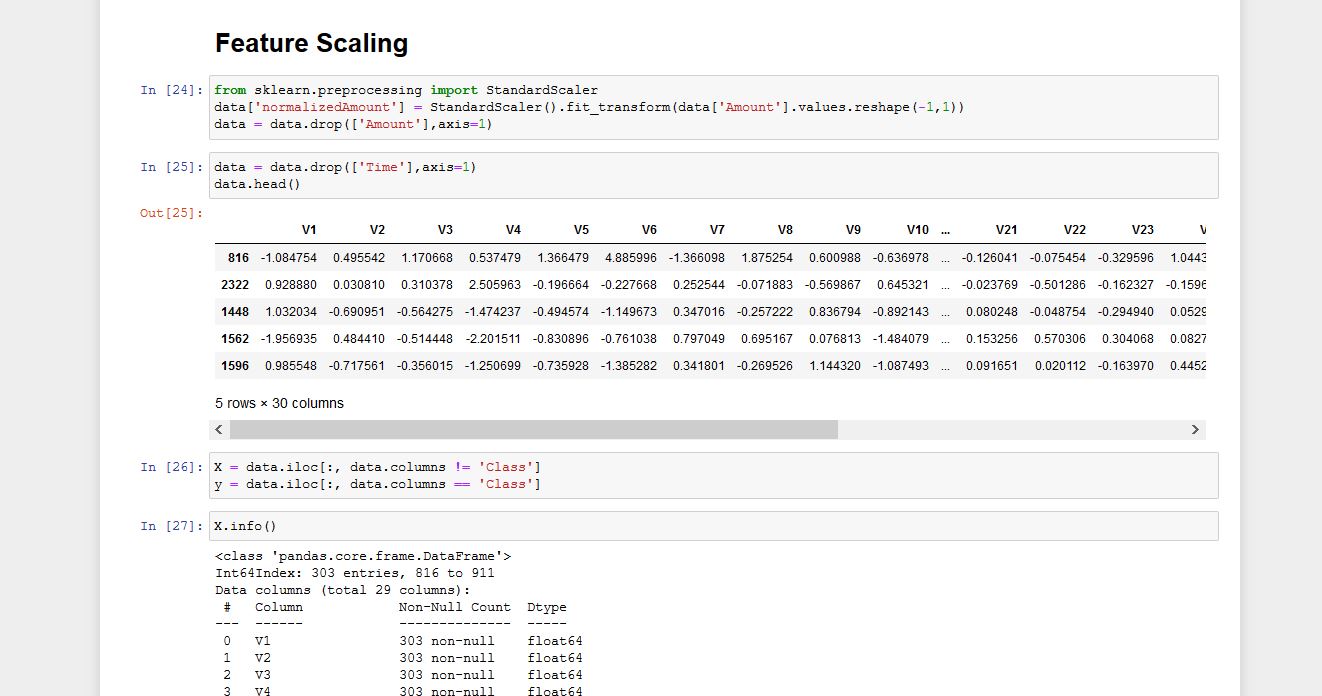 Feature Scaling
In [24]: from sklearn.preprocessing import StandardScaler
data['normalizedAmount'] = StandardScaler().fit_transform(data['Amount'].values.reshape(-1,1))
data = data.drop(['Amount'],axis=1)
In [25]: data = data.drop(['Time'],axis=1)
data.head()
Out[25]:
V1 V2 V3 V4 V5 V6 V7 V8 V9 V10 ... V21 V22 V23 V
816 -1.084754 0.495542 1.170668 0.537479 1.366479 4.885996 -1.366098 1.875254 0.600988 -0.636978 ... -0.126041 -0.075454 -0.329596 1.0443
2322 0.928880 0.030810 0.310378 2.505963 -0.196664 -0.227668 0.252544 -0.071883 -0.569867 0.645321 ... -0.023769 -0.501286 -0.162327 -0.1596
1448 1.032034 -0.690951 -0.564275 -1.474237 -0.494574 -1.149673 0.347016 -0.257222 0.836794 -0.892143 ... 0.080248 -0.048754 -0.294940 0.0529
1562 -1.956935 0.484410 -0.514448 -2.201511 -0.830896 -0.761038 0.797049 0.695167 0.076813 -1.484079 ... 0.153256 0.570306 0.304068 0.0827
1596 0.985548 -0.717561 -0.356015 -1.250699 -0.735928 -1.385282 0.341801 -0.269526 1.144320 -1.087493 ... 0.091651 0.020112 -0.163970 0.4452
5 rows × 30 columns
In [26]: X = data.iloc[:, data.columns != 'Class']
y = data.iloc[:, data.columns == 'Class']
In [27]: X.info()
<class 'pandas.core.frame.DataFrame'>
Int64Index: 303 entries, 816 to 911
Data columns (total 29 columns):
# Column Non-Null Count Dtype
--- ------ -------------- -----
0 V1 303 non-null float64
1 V2 303 non-null float64
2 V3 303 non-null float64
3 V4 303 non-null float64